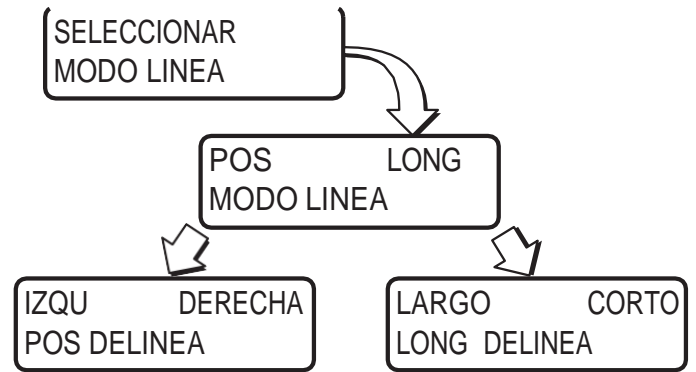 SELECCIONAR
MODO LINEA
POS LONG
MODO LINEA
IZQU DERECHA
POS DELINEA
LARGO CORTO
LONG DELINEA